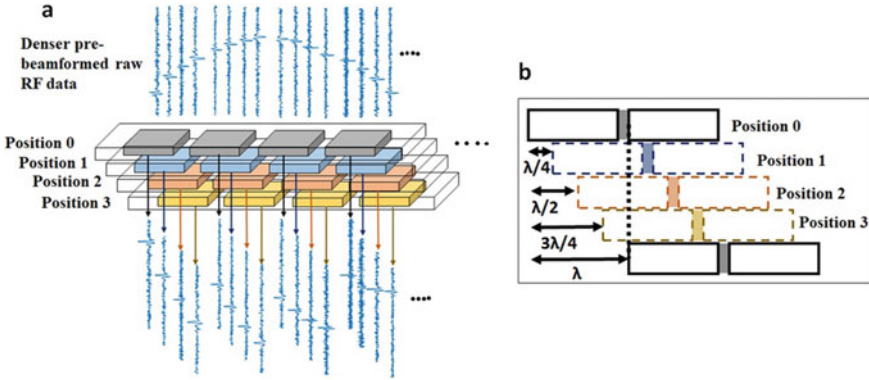 a
Denser pre-
beamformed raw
RF data
Position 0
Position 1
Position 2
Position 3
b
Position 0
Position 1
Position 2
Position 3
λ/4
λ/2
3λ/4
λ